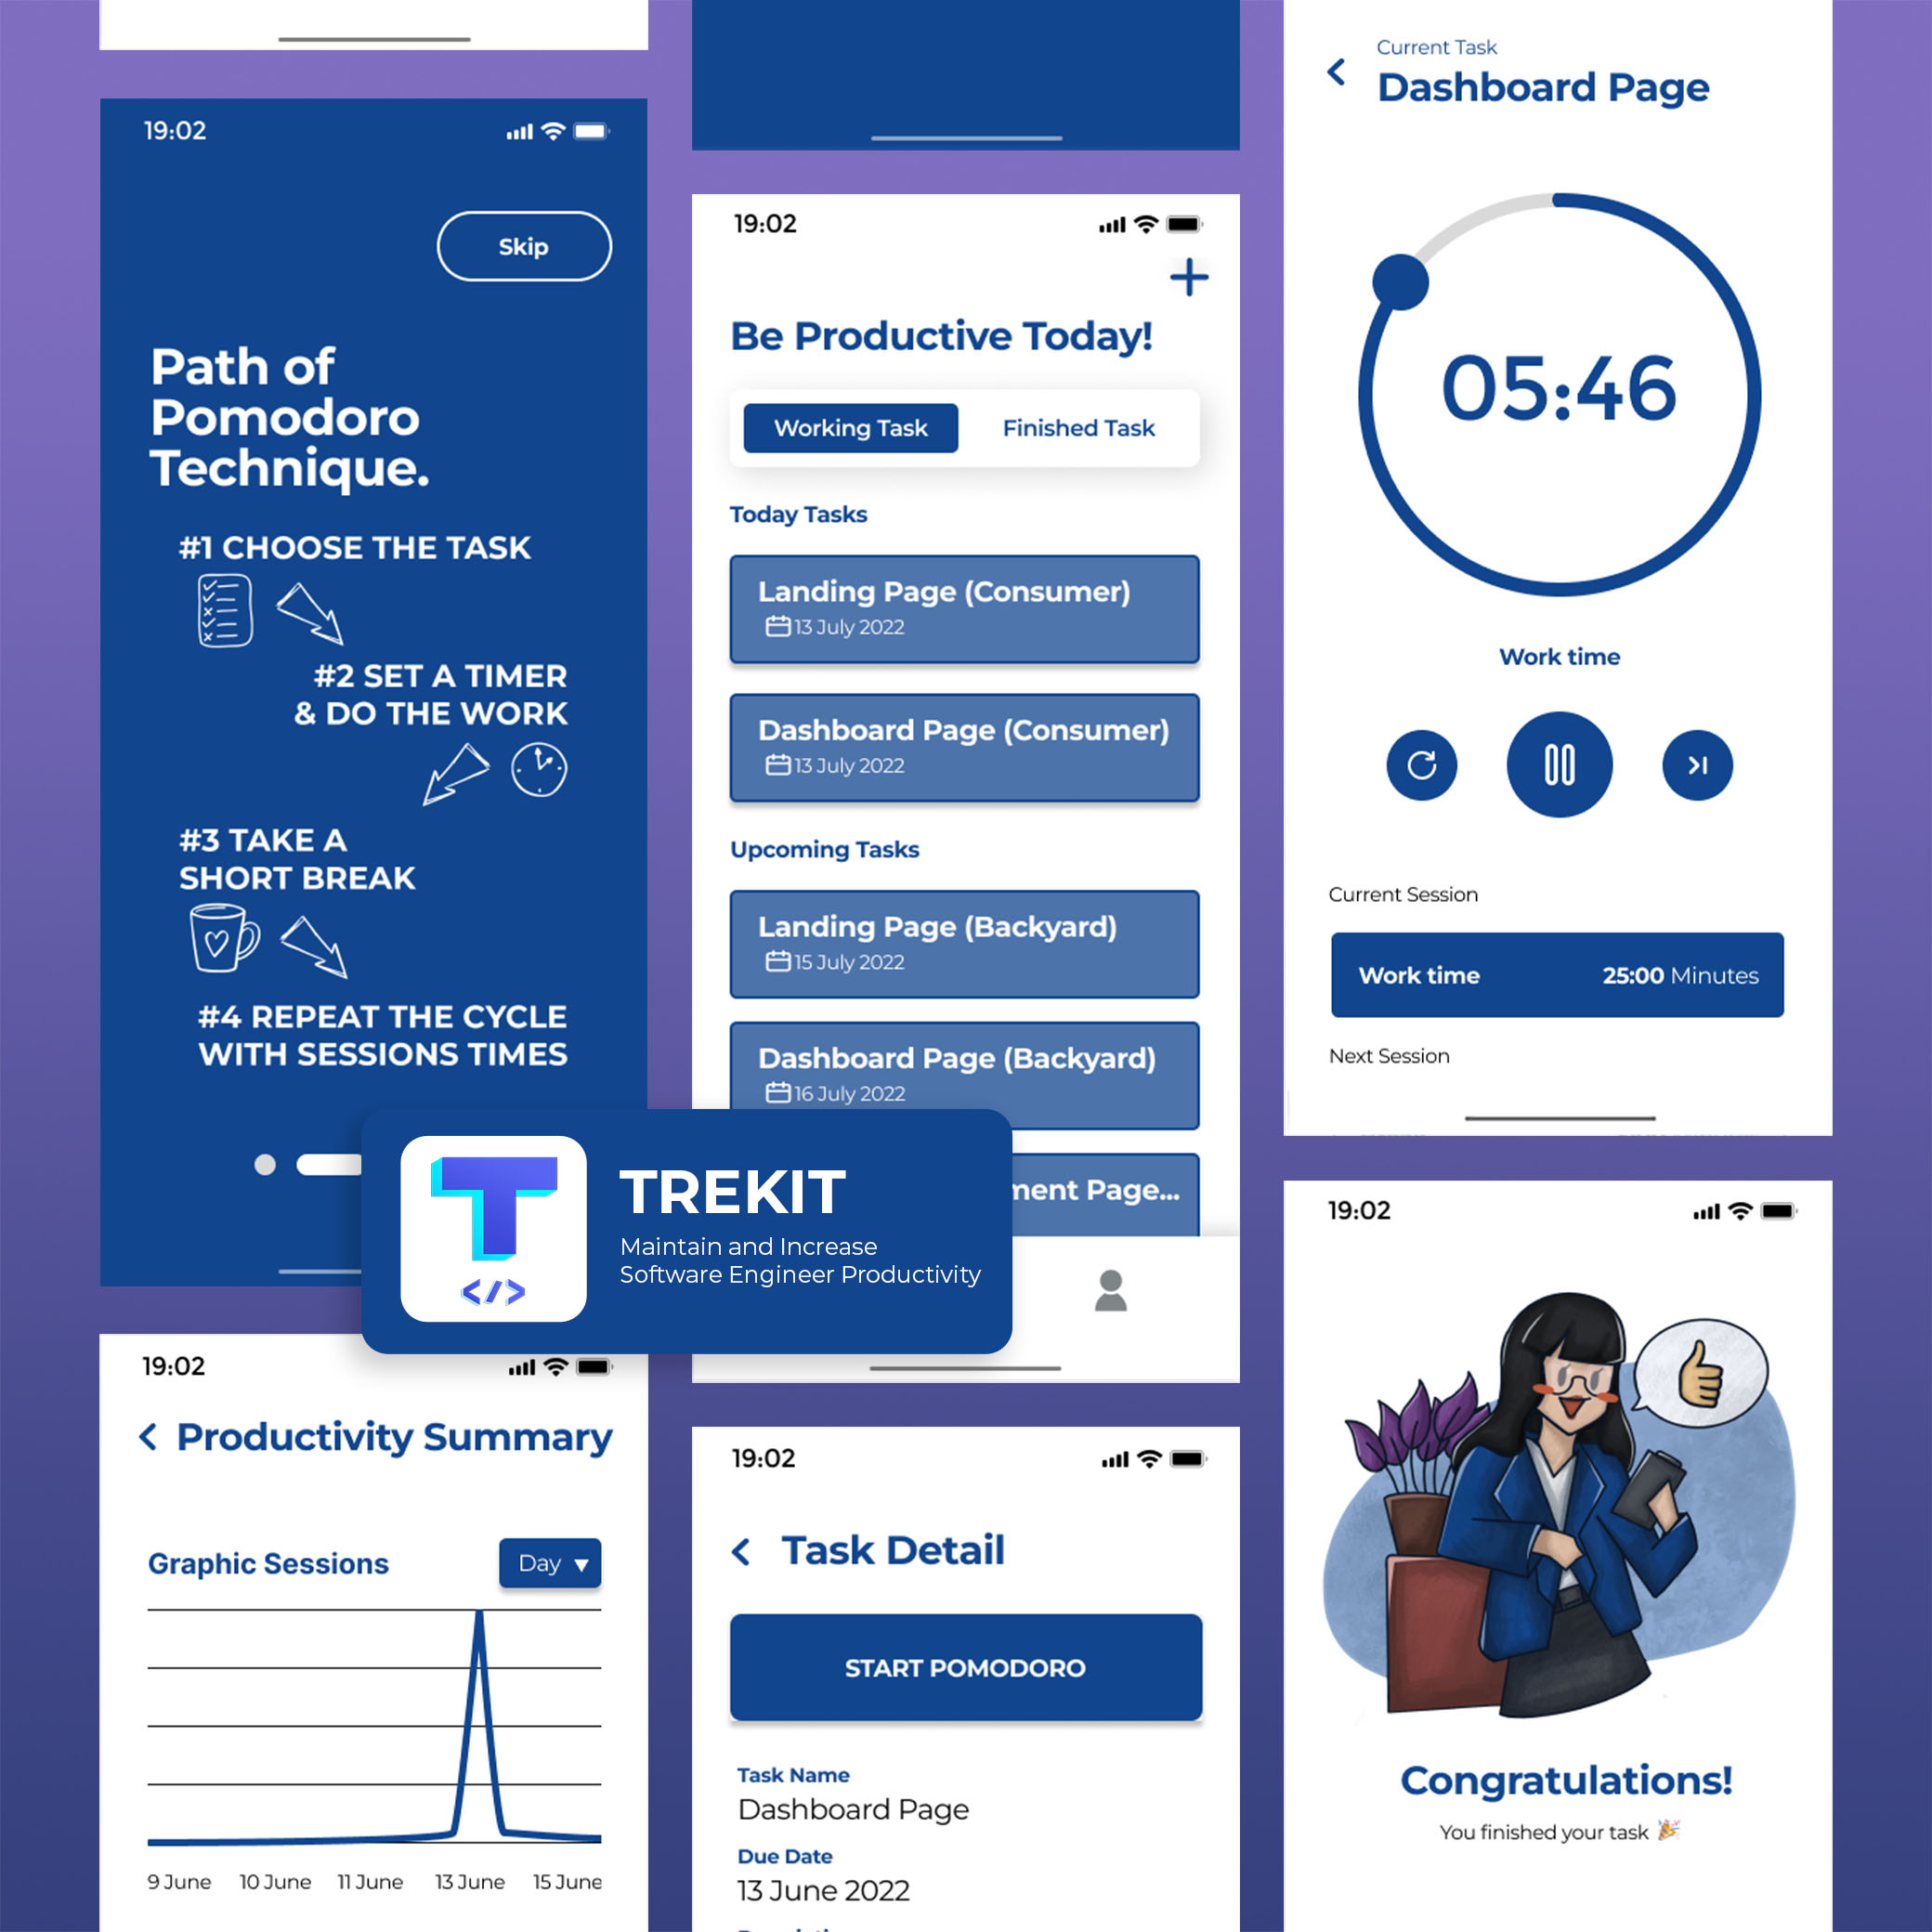 19:02
Skip
Path of
Pomodoro
Technique.
#1 CHOOSE THE TASK
#2 SET A TIMER
& DO THE WORK
#3 TAKE A
SHORT BREAK
#4 REPEAT THE CYCLE
WITH SESSIONS TIMES
19:02
Be Productive Today!
Working Task
Finished Task
Today Tasks
Landing Page (Consumer)
13 July 2022
Dashboard Page (Consumer)
13 July 2022
Upcoming Tasks
Landing Page (Backyard)
15 July 2022
Dashboard Page (Backyard)
16 July 2022
Page...
Current Task
Dashboard Page
05:46
Work time
Current Session
Work time 25:00 Minutes
Next Session
T
</>
TREKIT
Maintain and Increase
Software Engineer Productivity
19:02
Productivity Summary
Graphic Sessions
Day
9 June 10 June 11 June 13 June 15 June
19:02
Task Detail
START POMODORO
Task Name
Dashboard Page
Due Date
13 June 2022
19:02
Congratulations!
You finished your task